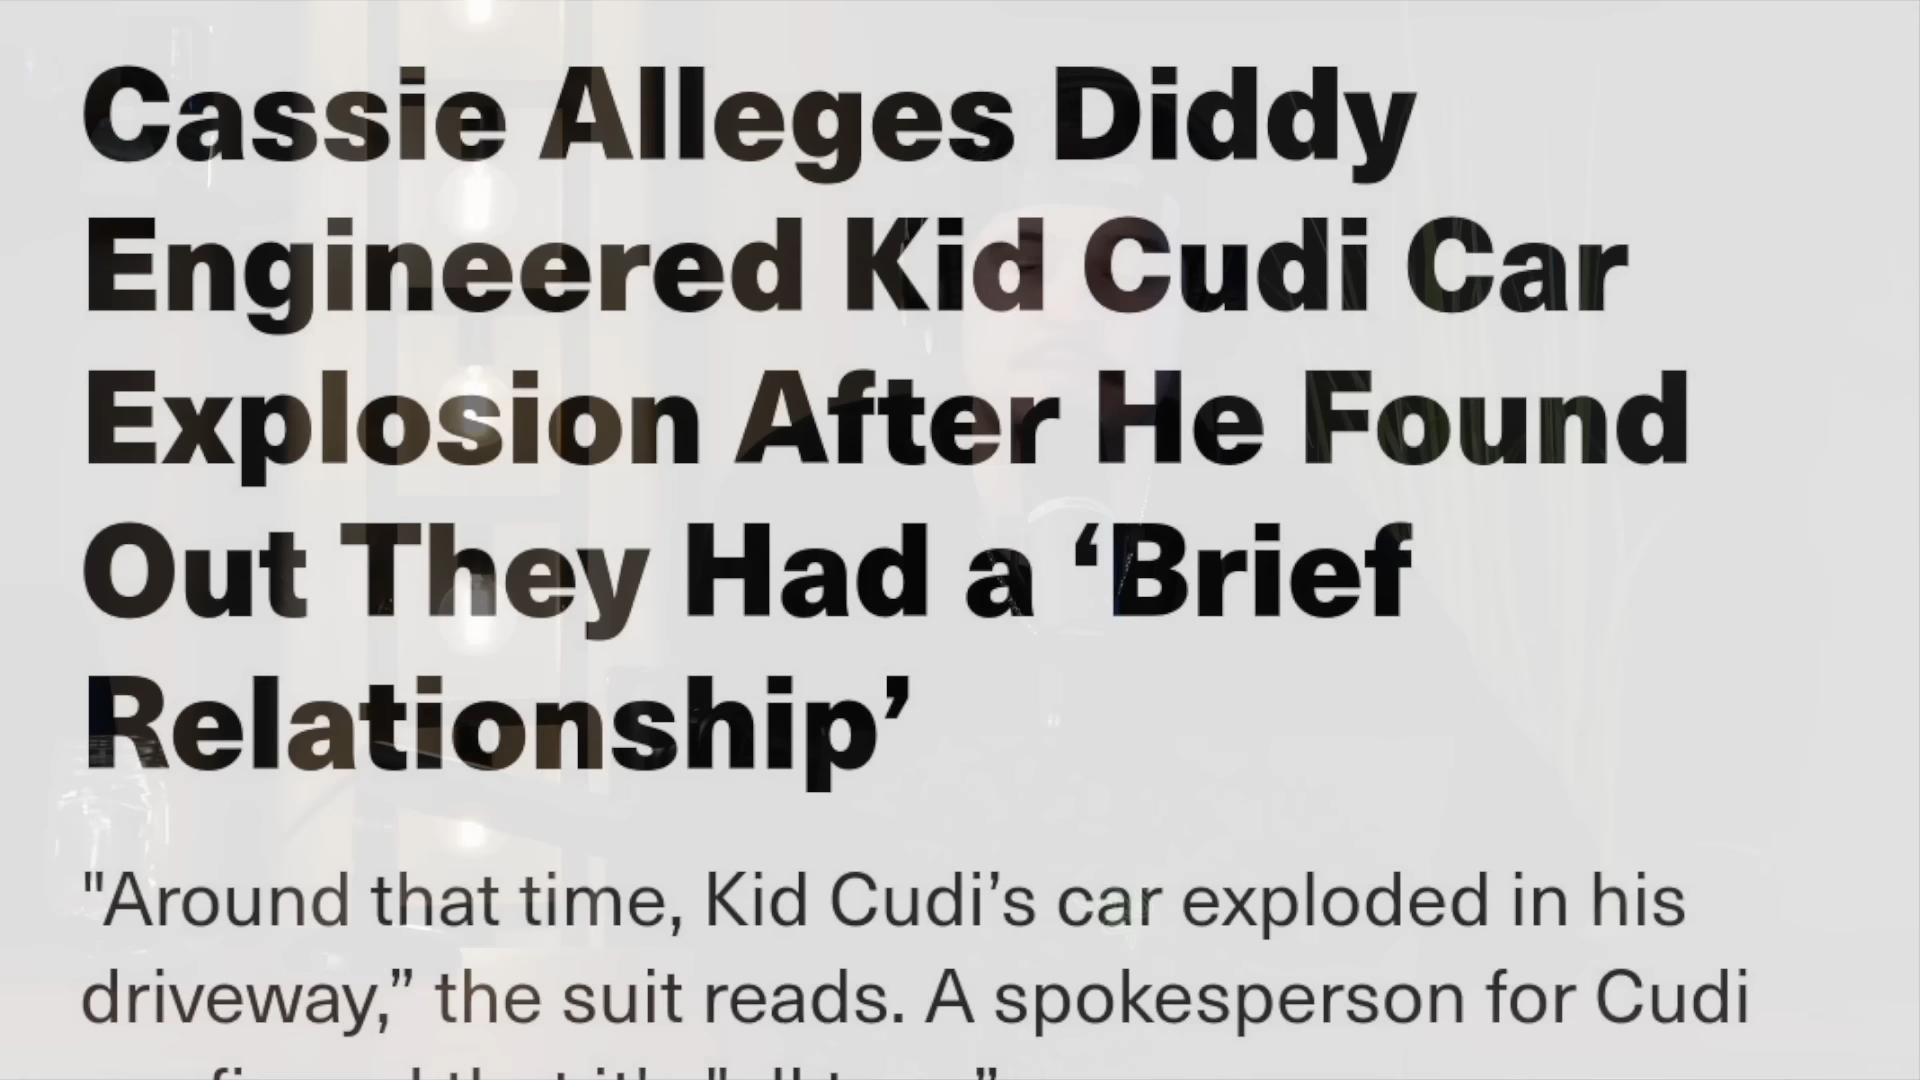 Cassie Alleges Diddy
Engineered Kid Cudi Car
Explosion After He Found
Out They Had a ‘Brief
Relationship’
"Around that time, Kid Cudi’s car exploded in his
driveway,” the suit reads. A spokesperson for Cudi